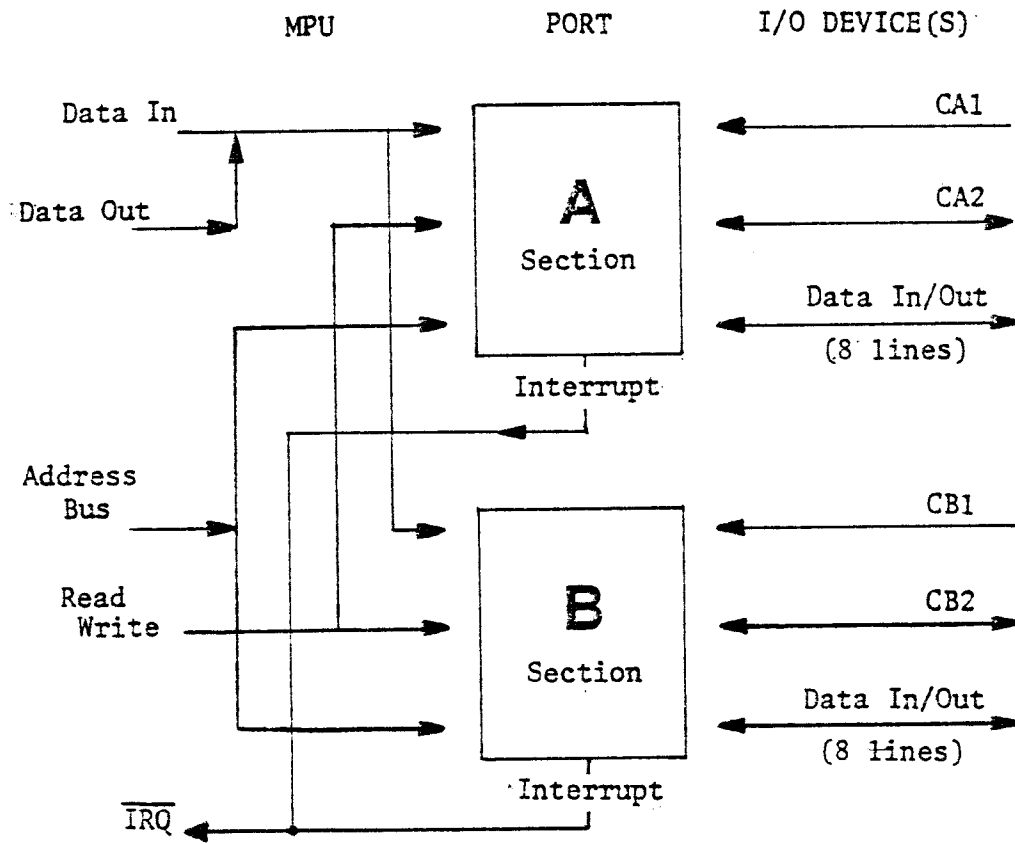 MPU PORT I/O DEVICE(S)
Data In
Data Out
Address
Bus
Read
Write
IRQ
A
Section
Interrupt
B
Section
Interrupt
CA1
CA2
Data In/Out
(8 lines)
CB1
CB2
Data In/Out
(8 lines)